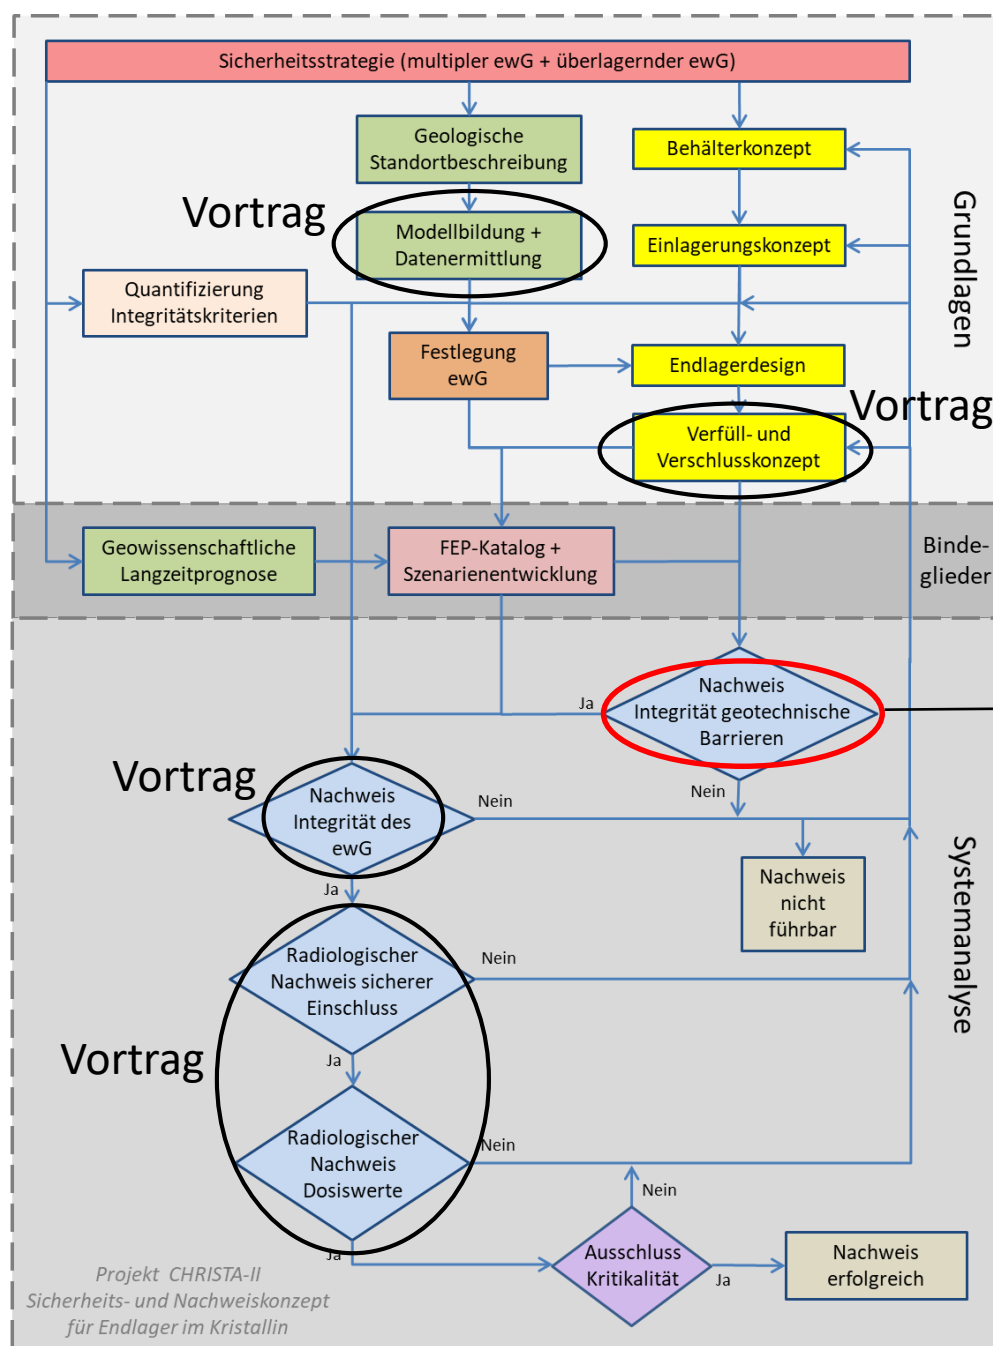 Sicherheitsstrategie (multipler ewG + überlagernder ewG)
Geologische
Standortbeschreibung
Behälterkonzept
Vortrag
Modellbildung +
Datenermittlung
Einlagerungskonzept
Grundlagen
Quantifizierung
Integritätskriterien
Festlegung
ewG
Endlagerdesign
Vortrag
Verfüll- und
Verschlusskonzept
Geowissenschaftliche
Langzeitprognose
FEP-Katalog +
Szenarienentwicklung
Binde-
glieder
Nachweis
Integrität geotechnische
Barrieren
Ja
Nein
Vortrag
Nachweis
Integrität des
ewG
Nein
Ja
Nachweis
nicht
führbar
Systemanalyse
Radiologischer
Nachweis sicherer
Einschluss
Nein
Ja
Vortrag
Radiologischer
Nachweis
Dosiswerte
Nein
Ja
Nein
Ausschluss
Kritikalität
Ja
Nachweis
erfolgreich
Projekt CHRISTA-II
Sicherheits- und Nachweiskonzept
für Endlager im Kristallin